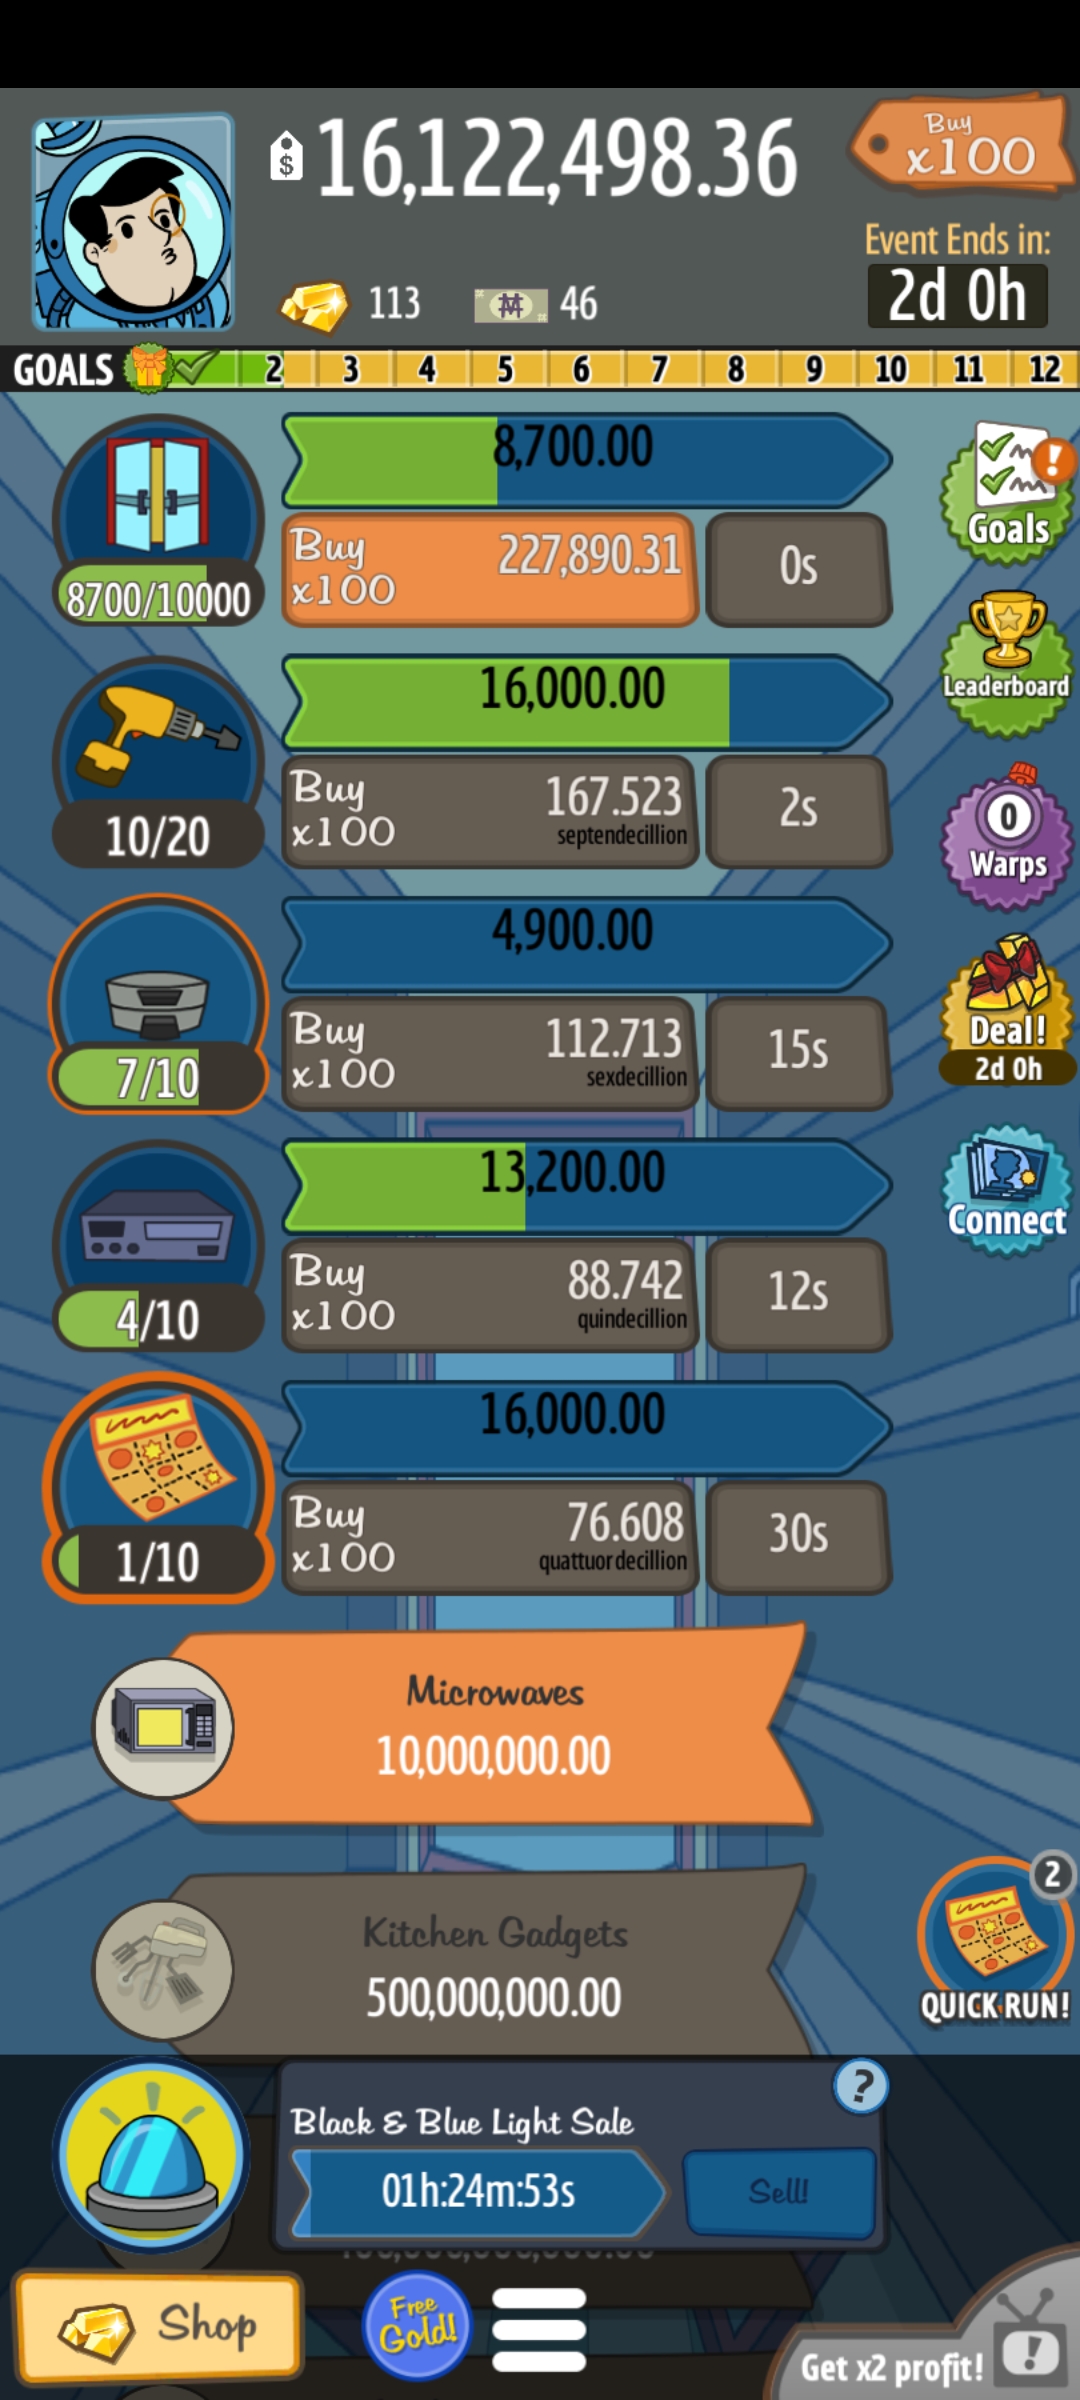 16,122,498.36
Buy
x100
Event Ends in:
2d 0h
113
46
GOALS 2 3 4 5 6 7 8 9 10 11 12
8,700.00
Buy
x100
227,890.31
0s
8700/10000
Goals
16,000.00
Buy
x100
167.523
septendecillion
2s
10/20
Leaderboard
0
Warps
4,900.00
Buy
x100
112.713
sexdecillion
15s
7/10
Deal!
2d 0h
13,200.00
Buy
x100
88.742
quindecillion
12s
4/10
Connect
16,000.00
Buy
x100
76.608
quattuordecillion
30s
1/10
Microwaves
10,000,000.00
Kitchen Gadgets
500,000,000.00
2
QUICK RUN!
Black & Blue Light Sale
?
01h:24m:53s
Sell!
Shop
Free
Gold!
Get x2 profit!